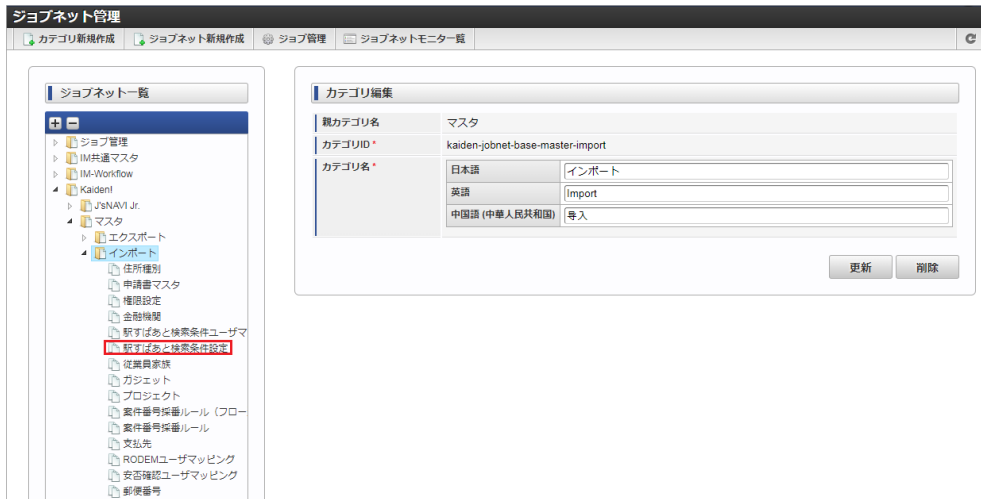 ジョブネット管理
カテゴリ新規作成 ジョブネット新規作成 ジョブ管理 ジョブネットモニター覧
ジョブネット一覧
ジョブ管理
IM共通マスタ
IM-Workflow
Kaiden!
J'sNAVI Jr.
マスタ
エクスポート
インポート
住所種別
申請書マスタ
権限設定
金融機関
駅すぱあと検索条件ユーザマ
駅すぱあと検索条件設定
従業員家族
ガジェット
プロジェクト
案件番号採番ルール（フロー
案件番号採番ルール
支払先
RODEMユーザマッピング
安否確認ユーザマッピング
郵便番号
カテゴリ編集
親カテゴリ名 マスタ
カテゴリID * kaiden-jobnet-base-master-import
カテゴリ名 * 日本語 インポート
英語 Import
中国語 (中華人民共和国) 导入
更新 削除